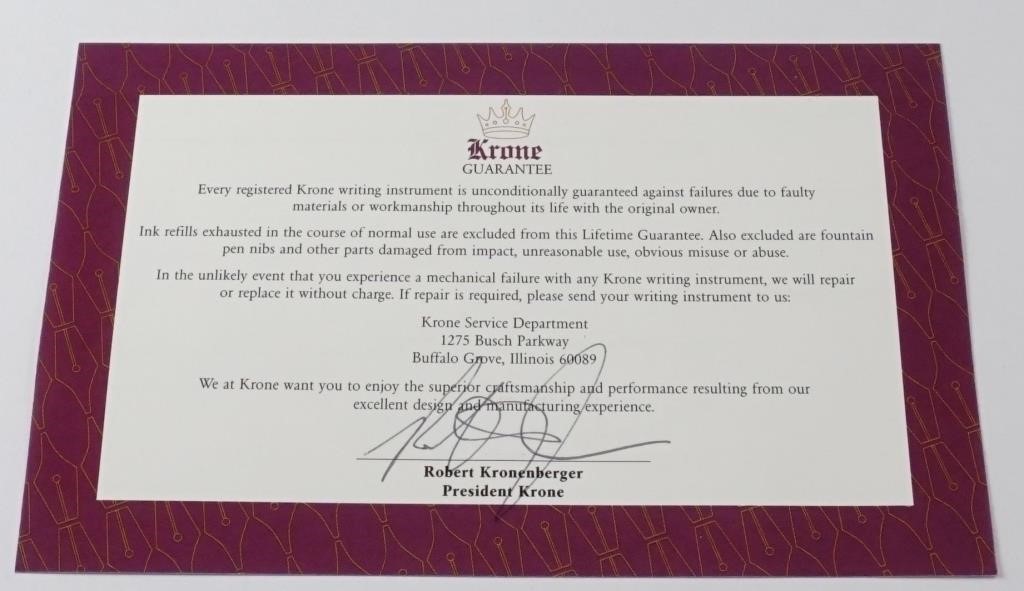 Krone
GUARANTEE
Every registered Krone writing instrument is unconditionally guaranteed against failures due to faulty
materials or workmanship throughout its life with the original owner.
Ink refills exhausted in the course of normal use are excluded from this Lifetime Guarantee. Also excluded are fountain
pen nibs and other parts damaged from impact, unreasonable use, obvious misuse or abuse.
In the unlikely event that you experience a mechanical failure with any Krone writing instrument, we will repair
or replace it without charge. If repair is required, please send your writing instrument to us:
Krone Service Department
1275 Busch Parkway
Buffalo Grove, Illinois 60089
We at Krone want you to enjoy the superior craftsmanship and performance resulting from our
excellent design and manufacturing experience.
Robert Kronenberger
President Krone